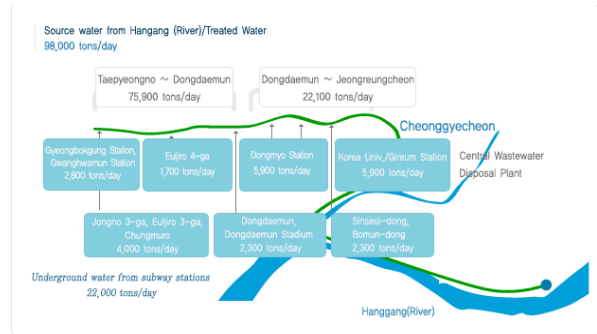 Source water from Hangang (River)/Treated Water
98,000 tons/day
Taepyeongno ~ Dongdaemun
75,900 tons/day
Dongdaemun ~ Jeongreungcheon
22,100 tons/day
Cheonggyecheon
Gyeongbokgung Station,
Gwanghwamun Station
2,800 tons/day
Euljiro 4-ga
1,700 tons/day
Dongmyo Station
5,900 tons/day
Korea Univ./Gireum Station
5,900 tons/day
Central Wastewater
Disposal Plant
Jongno 3-ga, Euljiro 3-ga,
Chungmuro
4,000 tons/day
Dongdaemun,
Dongdaemun Stadium
2,300 tons/day
Sinseol-dong,
Bomun-dong
2,300 tons/day
Underground water from subway stations
22,000 tons/day
Hanggang(River)